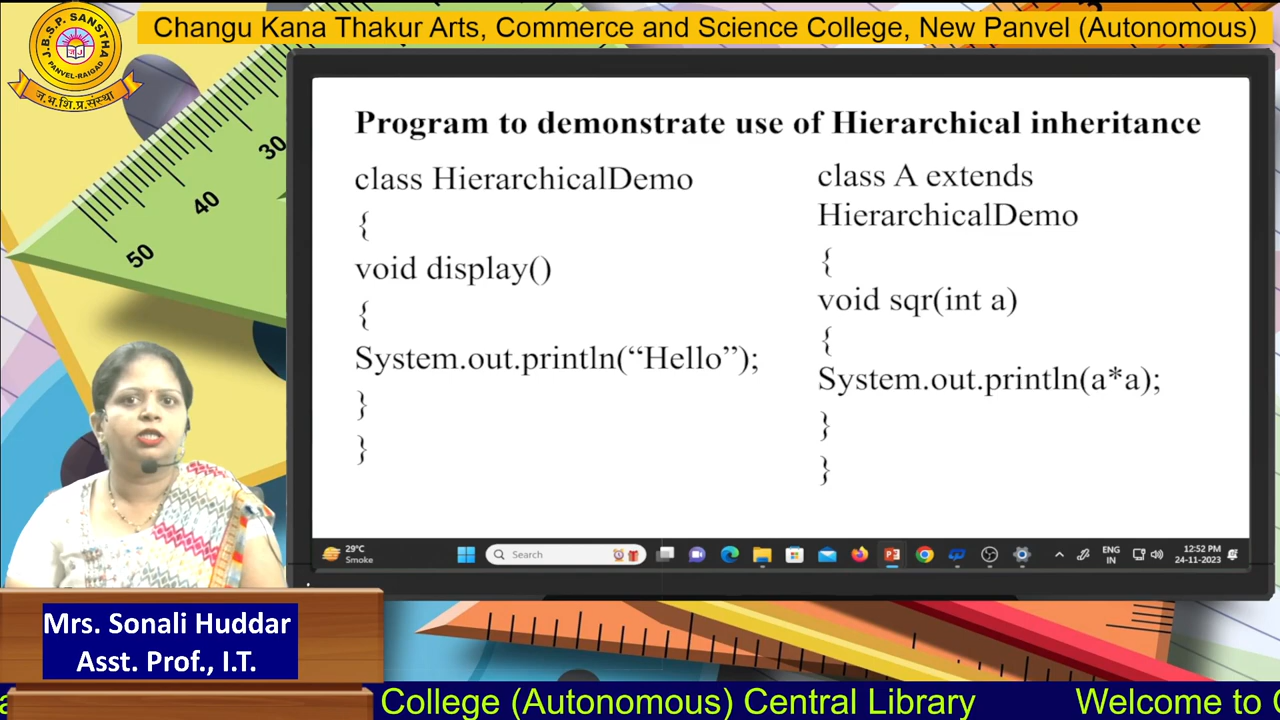 Changu Kana Thakur Arts, Commerce and Science College, New Panvel (Autonomous)
J.B.S.P. SANSTHA
PANVEL-RAIGAD
ज.भ.शि.प्र.संस्था
30
40
50
Program to demonstrate use of Hierarchical inheritance
class HierarchicalDemo
{
void display()
{
System.out.println(“Hello”);
}
}
class A extends
HierarchicalDemo
{
void sqr(int a)
{
System.out.println(a*a);
}
}
29°C
Smoke
Search
ENG
IN
12:52 PM
24-11-2023
Mrs. Sonali Huddar
Asst. Prof., I.T.
College (Autonomous) Central Library Welcome to